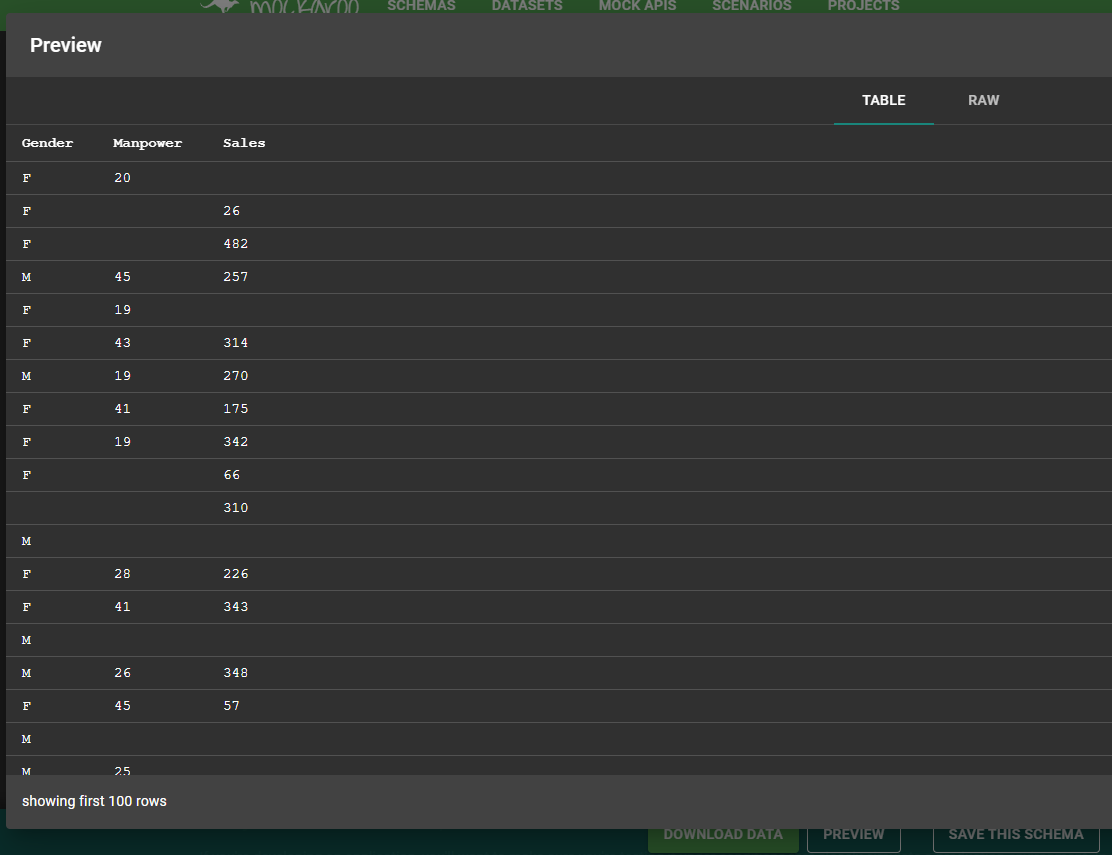 mockaroo SCHEMAS DATASETS MOCK APIS SCENARIOS PROJECTS
Preview
TABLE RAW
Gender Manpower Sales
F 20
F 26
F 482
M 45 257
F 19
F 43 314
M 19 270
F 41 175
F 19 342
F 66
310
M
F 28 226
F 41 343
M
M 26 348
F 45 57
M
M 25
showing first 100 rows
DOWNLOAD DATA PREVIEW SAVE THIS SCHEMA